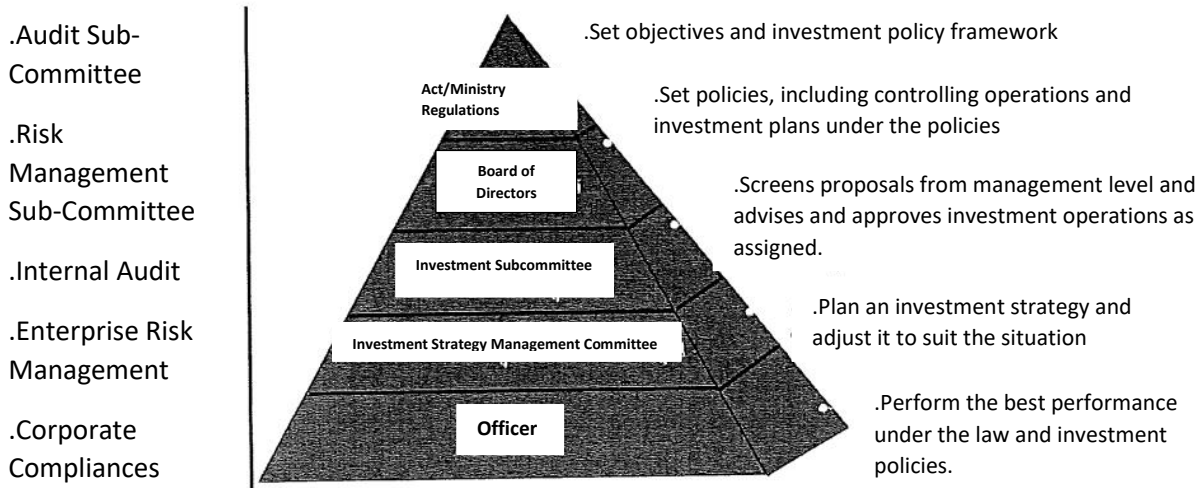 .Audit Sub-
Committee
.Risk
Management
Sub-Committee
.Internal Audit
.Enterprise Risk
Management
.Corporate
Compliances
Act/Ministry
Regulations
Board of
Directors
Investment Subcommittee
Investment Strategy Management Committee
Officer
.Set objectives and investment policy framework
.Set policies, including controlling operations and
investment plans under the policies
.Screens proposals from management level and
advises and approves investment operations as
assigned.
.Plan an investment strategy and
adjust it to suit the situation
.Perform the best performance
under the law and investment
policies.